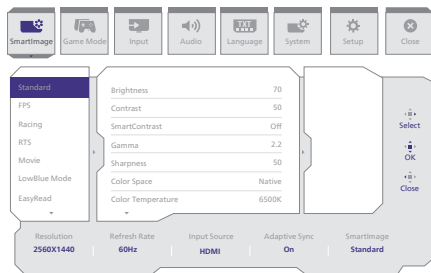 SmartImage Game Mode Input Audio TXT Language System Setup Close
Standard
FPS
Racing
RTS
Movie
LowBlue Mode
EasyRead
Brightness 70
Contrast 50
SmartContrast Off
Gamma 2.2
Sharpness 50
Color Space Native
Color Temperature 6500K
Select
OK
Close
Resolution Refresh Rate Input Source Adaptive Sync SmartImage
2560X1440 60Hz HDMI On Standard